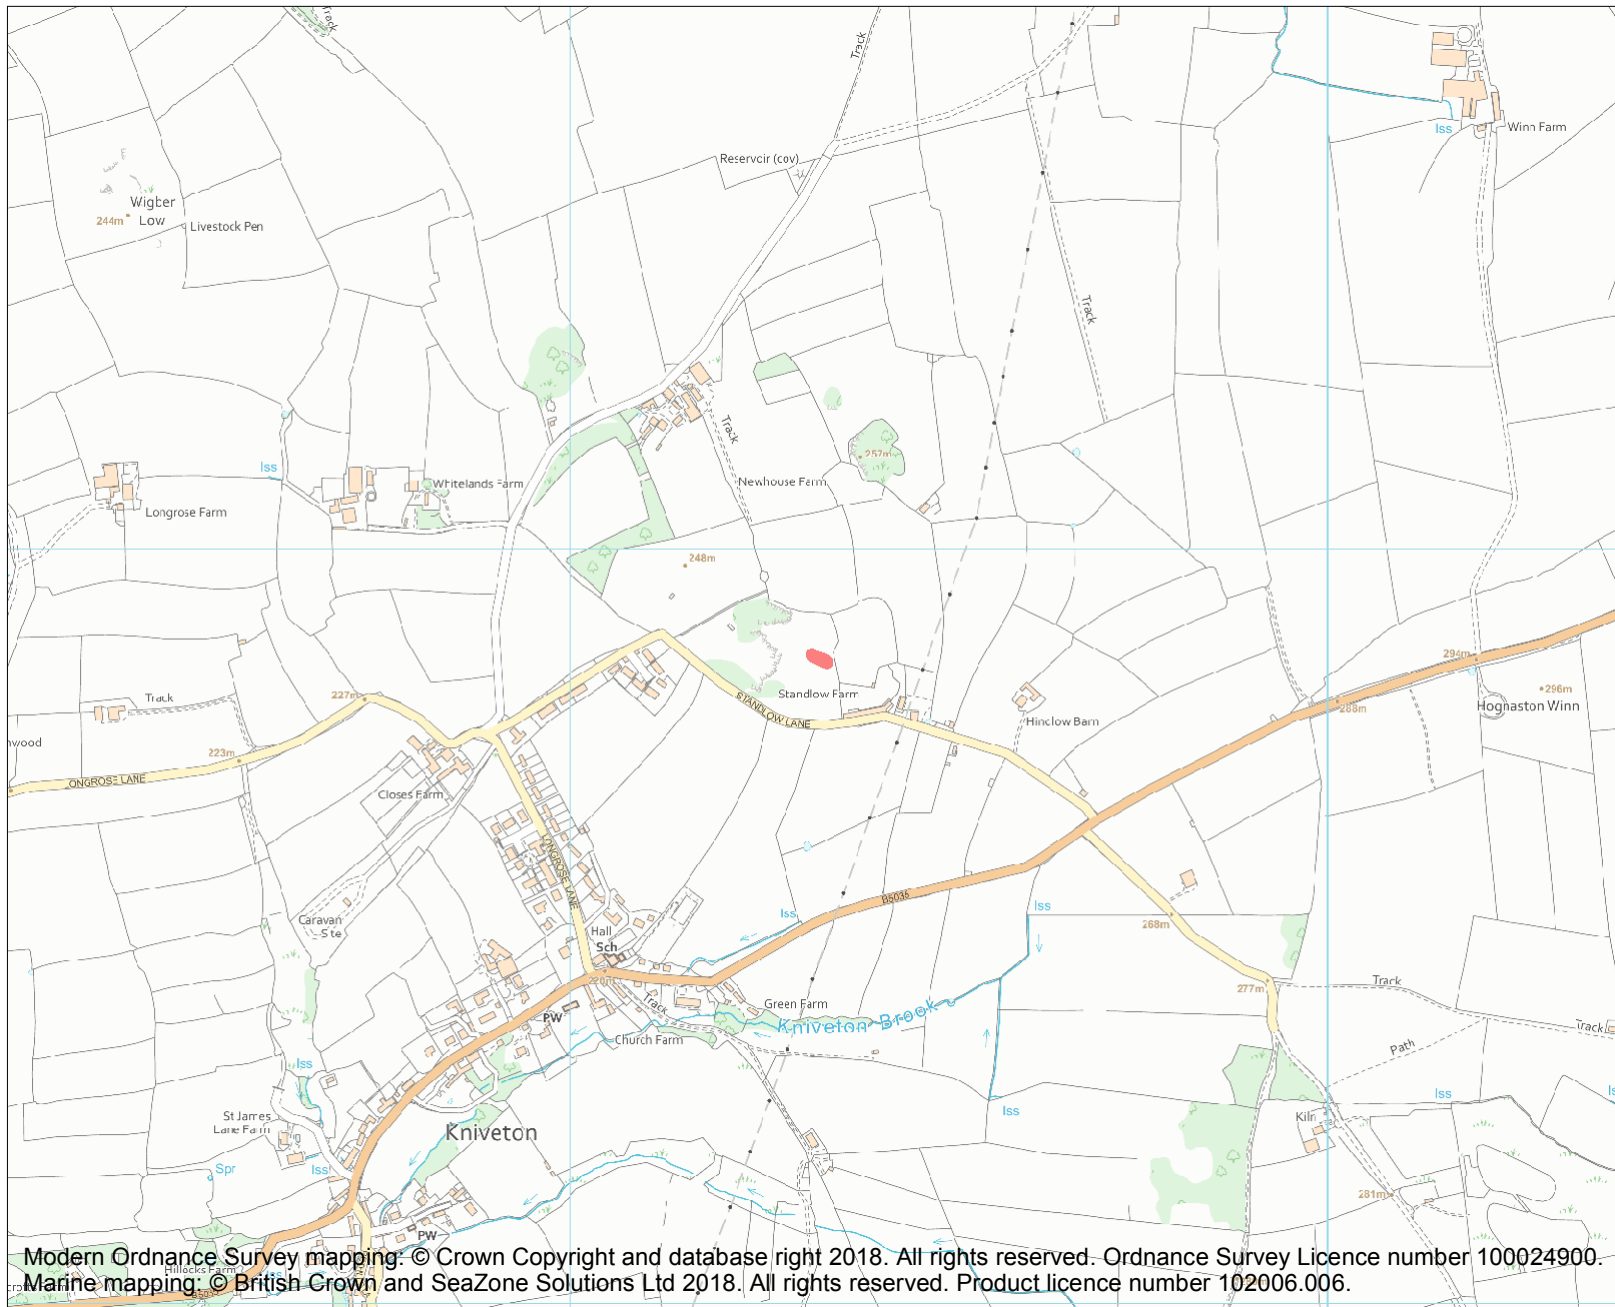 Track
Track
Iss
Winn Farm
Reservoir (cov)
Wigber
Low
244m
Livestock Pen
Track
Track
257m
Iss
Whitelands Farm
Newhouse Farm
Longrose Farm
248m
294m
296m
Hognaston Winn
Track
227m
Standlow Farm
STANDLOW LANE
288m
Hinclow Barn
nwood
223m
ONGROSE LANE
Closes Farm
LONGROSE LANE
B5035
Caravan
Site
Iss
Iss
Hall
Sch
268m
277m
Track
Track
Green Farm
Kniveton Brook
PW
Track
Church Farm
Path
Iss
Iss
Iss
St James
Lane Farm
Kiln
Kniveton
Spr
Iss
281m
PW
Hillocks Farm
Iss
Modern Ordnance Survey mapping: © Crown Copyright and database right 2018. All rights reserved. Ordnance Survey Licence number 100024900.
Marine mapping: © British Crown and SeaZone Solutions Ltd 2018. All rights reserved. Product licence number 102006.006.